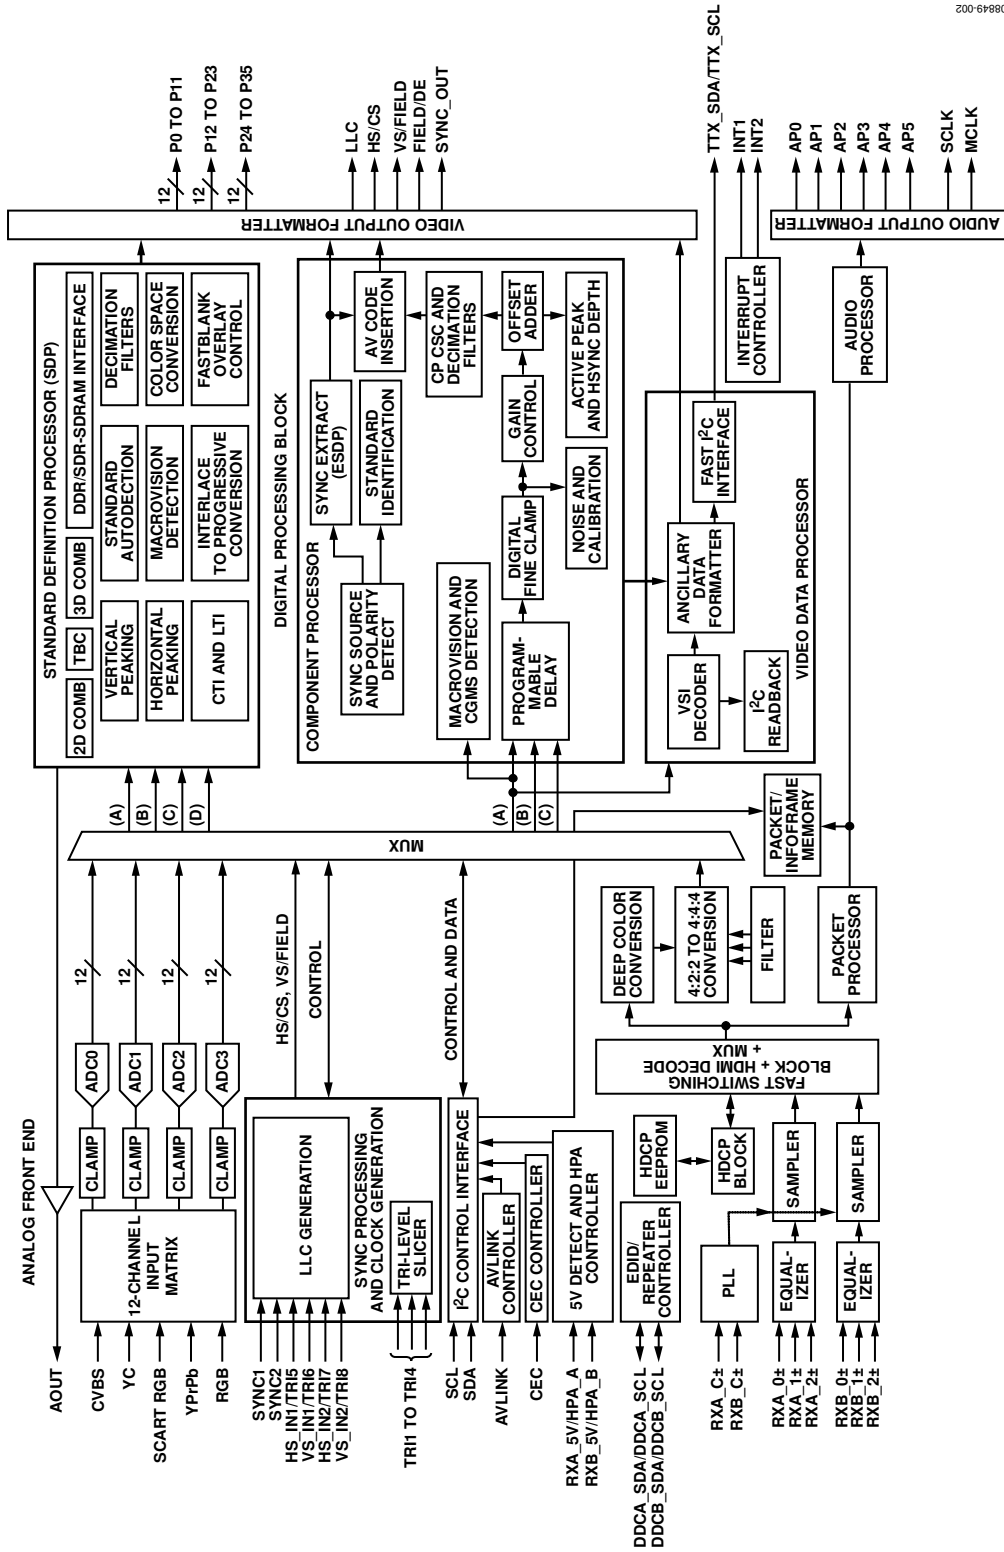 ANALOG FRONT END
AOUT
CVBS
YC
SCART RGB
YPrPb
RGB
12-CHANNEL
INPUT
MATRIX
CLAMP
ADC0
12
CLAMP
ADC1
12
CLAMP
ADC2
12
CLAMP
ADC3
12
SYNC1
SYNC2
HS_IN1/TRI5
VS_IN1/TRI6
HS_IN2/TRI7
VS_IN2/TRI8
LLC GENERATION
SYNC PROCESSING
AND CLOCK GENERATION
TRI1 TO TRI4
TRI-LEVEL
SLICER
HS/CS, VS/FIELD
CONTROL
SCL
SDA
I2C CONTROL INTERFACE
CONTROL AND DATA
AVLINK
AVLINK
CONTROLLER
CEC
CEC CONTROLLER
RXA_5V/HPA_A
RXB_5V/HPA_B
5V DETECT AND HPA
CONTROLLER
DDCA_SDA/DDCA_SCL
DDCB_SDA/DDCB_SCL
EDID/
REPEATER
CONTROLLER
HDCP
EEPROM
HDCP
BLOCK
RXA_C±
RXB_C±
PLL
RXA_0±
RXA_1±
RXA_2±
EQUAL-
IZER
SAMPLER
RXB_0±
RXB_1±
RXB_2±
EQUAL-
IZER
SAMPLER
FAST SWITCHING
BLOCK + HDMI DECODE
+ MUX
DEEP COLOR
CONVERSION
4:2:2 TO 4:4:4
CONVERSION
FILTER
PACKET
PROCESSOR
PACKET/
INFOFRAME
MEMORY
MUX
(A)
(B)
(C)
(D)
(A)
(B)
(C)
STANDARD DEFINITION PROCESSOR (SDP)
2D COMB
TBC
3D COMB
DDR/SDR-SDRAM INTERFACE
VERTICAL
PEAKING
STANDARD
AUTODECTION
DECIMATION
FILTERS
HORIZONTAL
PEAKING
MACROVISION
DETECTION
COLOR SPACE
CONVERSION
CTI AND LTI
INTERLACE
TO PROGRESSIVE
CONVERSION
FASTBLANK
OVERLAY
CONTROL
DIGITAL PROCESSING BLOCK
COMPONENT PROCESSOR
SYNC SOURCE
AND POLARITY
DETECT
SYNC EXTRACT
(ESDP)
STANDARD
IDENTIFICATION
AV CODE
INSERTION
MACROVISION AND
CGMS DETECTION
CP CSC AND
DECIMATION
FILTERS
PROGRAM-
MABLE
DELAY
DIGITAL
FINE CLAMP
GAIN
CONTROL
OFFSET
ADDER
NOISE AND
CALIBRATION
ACTIVE PEAK
AND HSYNC DEPTH
VSI
DECODER
ANCILLARY
DATA
FORMATTER
FAST I2C
INTERFACE
I2C
READBACK
VIDEO DATA PROCESSOR
INTERRUPT
CONTROLLER
AUDIO
PROCESSOR
VIDEO OUTPUT FORMATTER
AUDIO OUTPUT FORMATTER
12
P0 TO P11
12
P12 TO P23
12
P24 TO P35
LLC
HS/CS
VS/FIELD
FIELD/DE
SYNC_OUT
TTX_SDA/TTX_SCL
INT1
INT2
AP0
AP1
AP2
AP3
AP4
AP5
SCLK
MCLK
08849-002